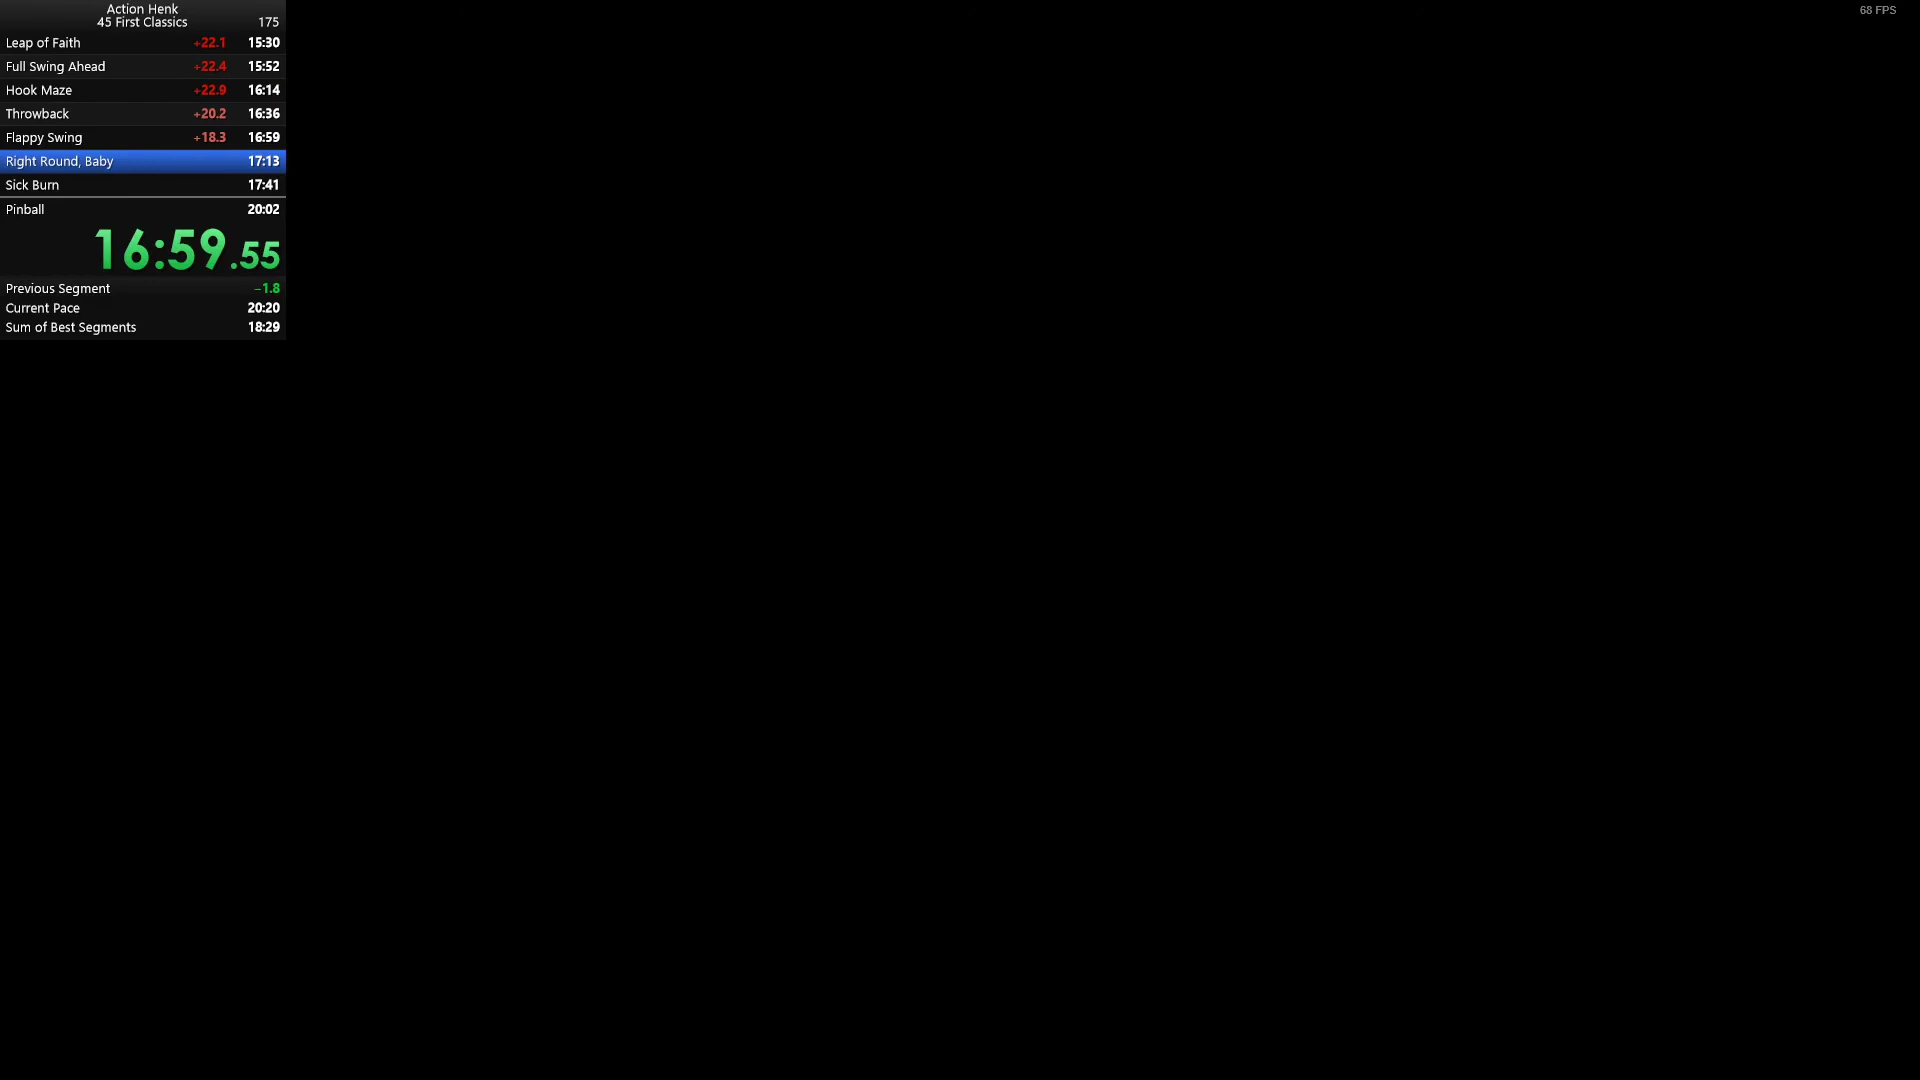 Action Henk
45 First Classics 175
Leap of Faith +22.1 15:30
Full Swing Ahead +22.4 15:52
Hook Maze +22.9 16:14
Throwback +20.2 16:36
Flappy Swing +18.3 16:59
Right Round, Baby 17:13
Sick Burn 17:41
Pinball 20:02
16:59.55
Previous Segment −1.8
Current Pace 20:20
Sum of Best Segments 18:29
68 FPS